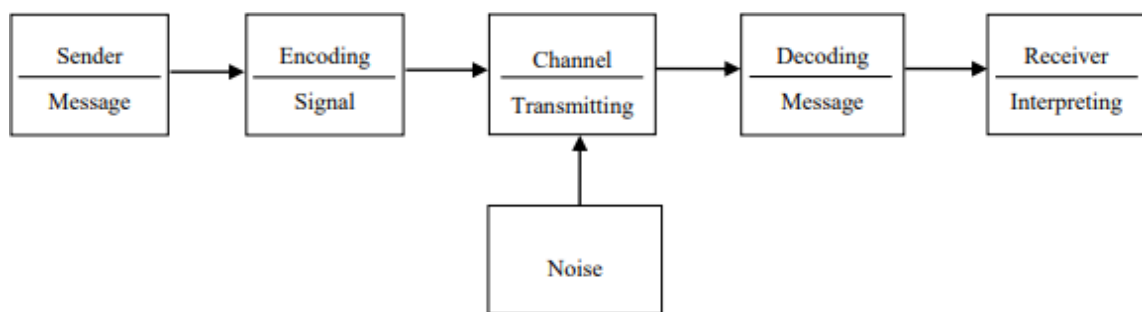 Sender
Message
Encoding
Signal
Channel
Transmitting
Decoding
Message
Receiver
Interpreting
Noise